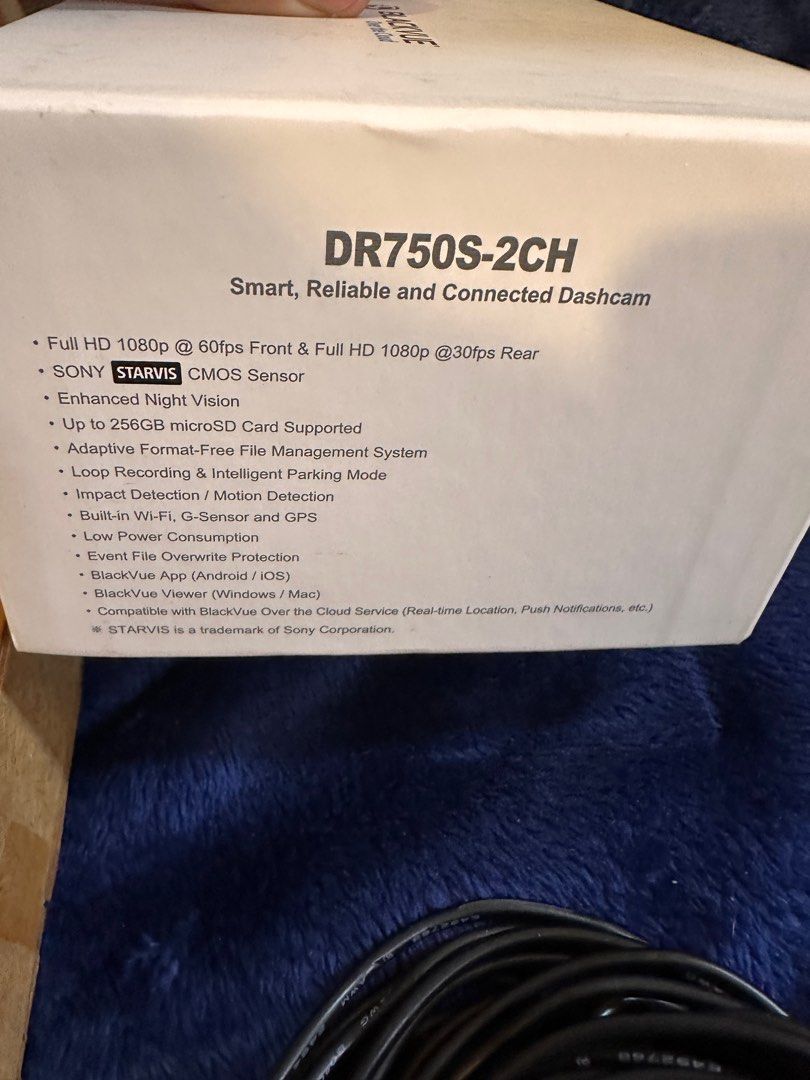 BLACKVUE
DR750S-2CH
Smart, Reliable and Connected Dashcam
• Full HD 1080p @ 60fps Front & Full HD 1080p @30fps Rear
• SONY STARVIS CMOS Sensor
• Enhanced Night Vision
• Up to 256GB microSD Card Supported
• Adaptive Format-Free File Management System
• Loop Recording & Intelligent Parking Mode
• Impact Detection / Motion Detection
• Built-in Wi-Fi, G-Sensor and GPS
• Low Power Consumption
• Event File Overwrite Protection
• BlackVue App (Android / iOS)
• BlackVue Viewer (Windows / Mac)
• Compatible with BlackVue Over the Cloud Service (Real-time Location, Push Notifications, etc.)
※ STARVIS is a trademark of Sony Corporation.
AWM